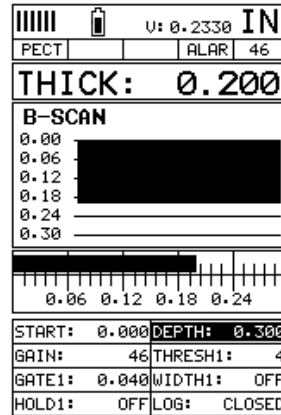 V: 0.2330 IN
PECT ALAR 46
THICK: 0.200
B-SCAN
0.00
0.06
0.12
0.18
0.24
0.30
0.06 0.12 0.18 0.24
START: 0.000 DEPTH: 0.300
GAIN: 46 THRESH1: 4
GATE1: 0.040 WIDTH1: OFF
HOLD1: OFF LOG: CLOSED